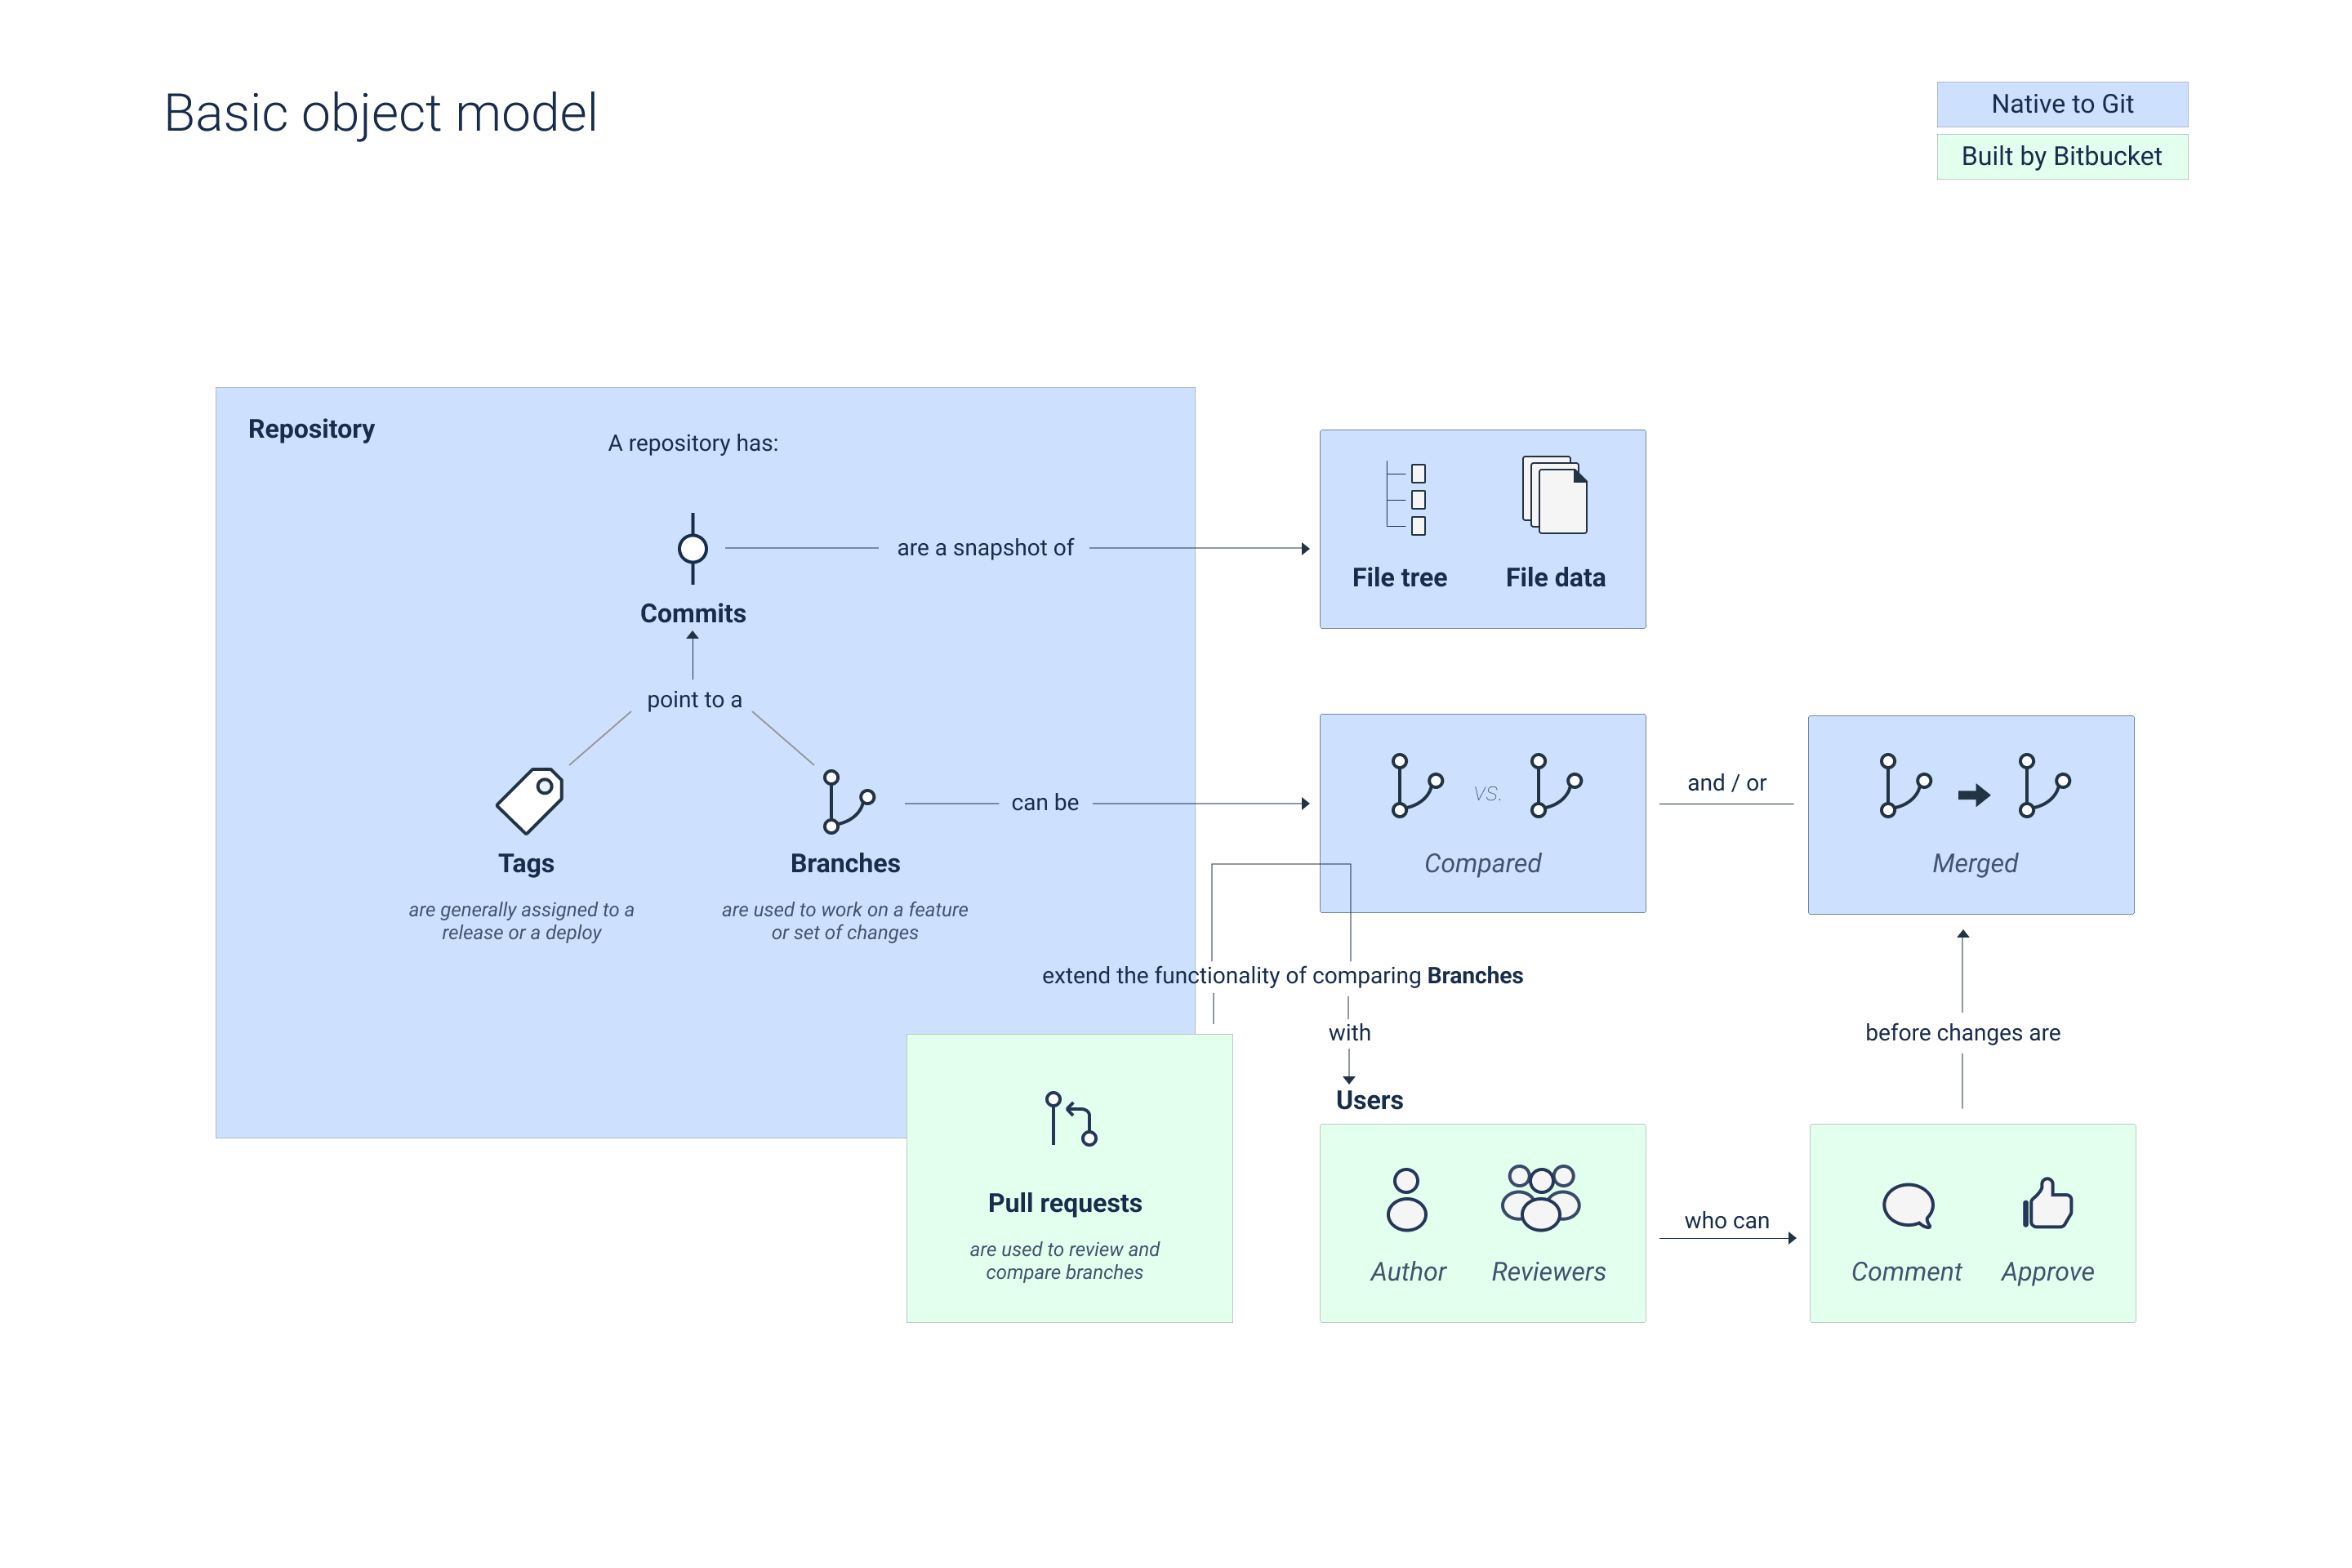 Basic object model
Native to Git
Built by Bitbucket
Repository
A repository has:
are a snapshot of
File tree
File data
Commits
point to a
Tags
are generally assigned to a
release or a deploy
Branches
are used to work on a feature
or set of changes
can be
vs.
Compared
and / or
Merged
extend the functionality of comparing Branches
with
before changes are
Users
Pull requests
are used to review and
compare branches
Author
Reviewers
who can
Comment
Approve